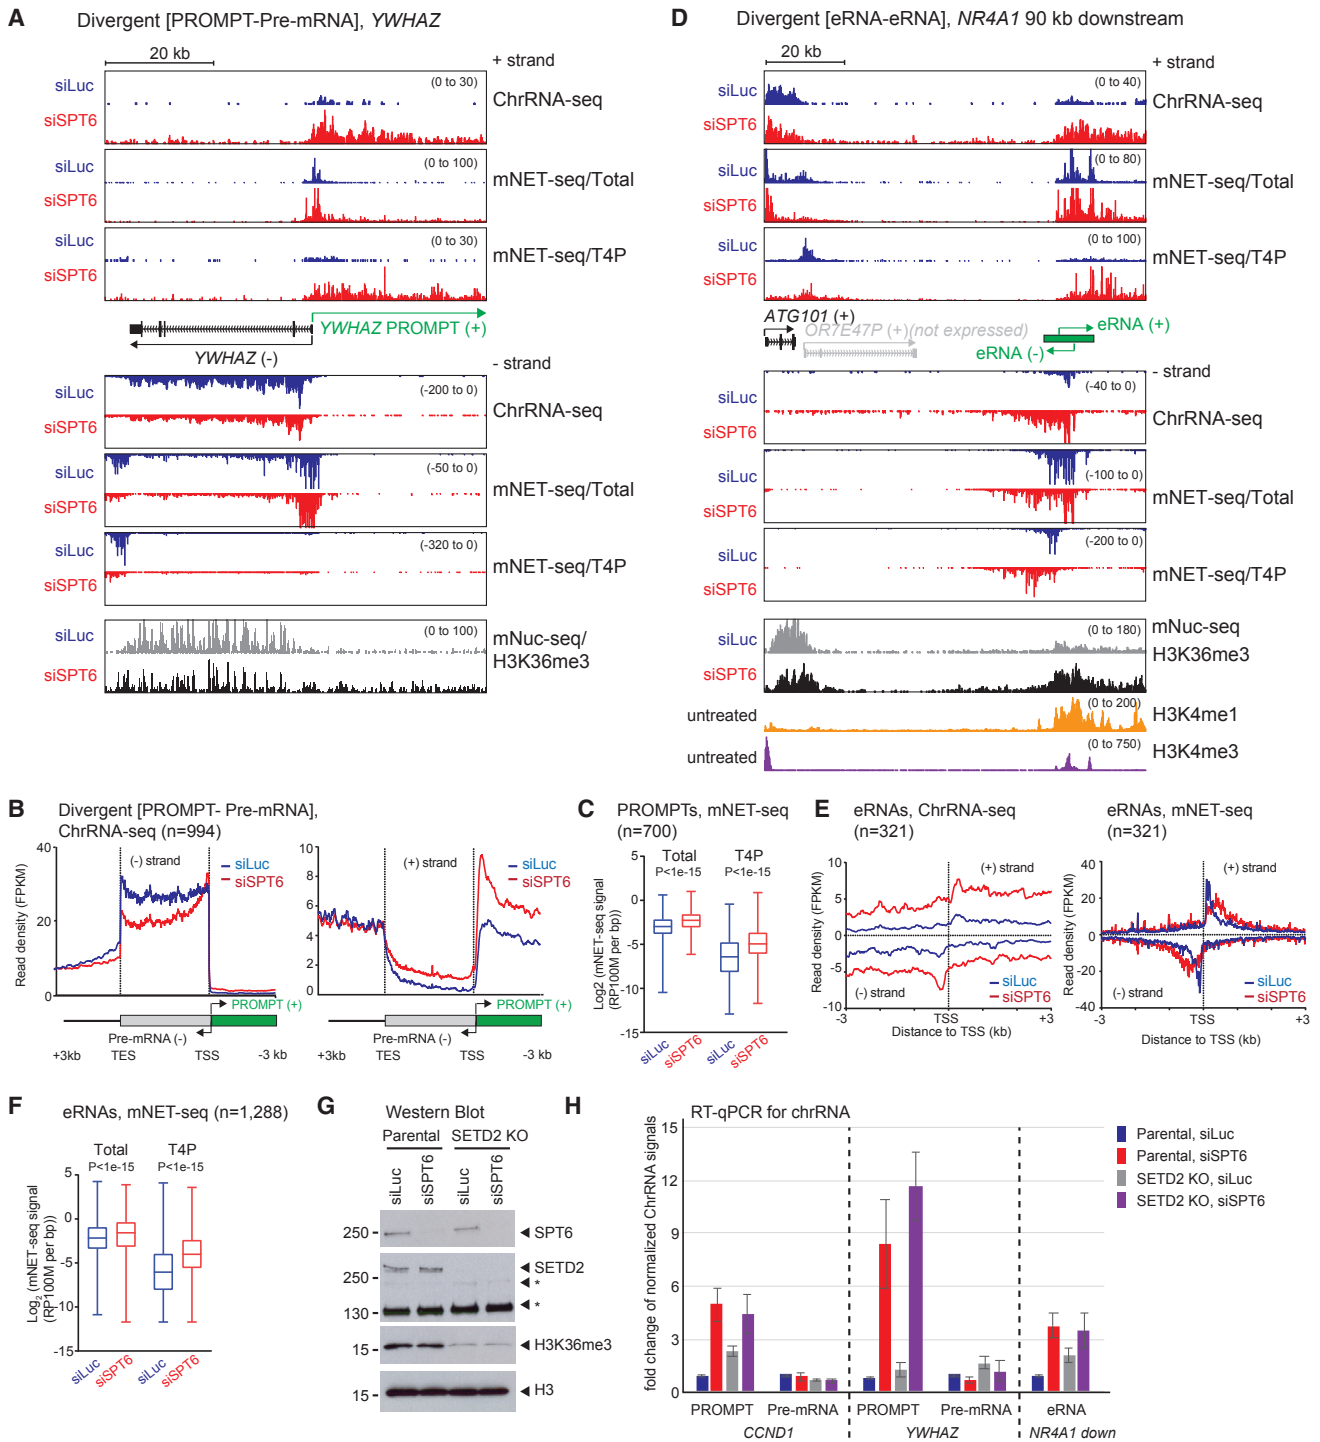 A
Divergent [PROMPT-Pre-mRNA], YWHAZ
20 kb
+ strand
siLuc
(0 to 30)
ChrRNA-seq
siSPT6
siLuc
(0 to 100)
mNET-seq/Total
siSPT6
siLuc
(0 to 30)
mNET-seq/T4P
siSPT6
YWHAZ PROMPT (+)
YWHAZ (-)
- strand
siLuc
(-200 to 0)
ChrRNA-seq
siSPT6
siLuc
(-50 to 0)
mNET-seq/Total
siSPT6
siLuc
(-320 to 0)
mNET-seq/T4P
siSPT6
siLuc
(0 to 100)
mNuc-seq/
H3K36me3
siSPT6
D
Divergent [eRNA-eRNA], NR4A1 90 kb downstream
20 kb
+ strand
siLuc
(0 to 40)
ChrRNA-seq
siSPT6
siLuc
(0 to 80)
mNET-seq/Total
siSPT6
siLuc
(0 to 100)
mNET-seq/T4P
siSPT6
ATG101 (+)
OR7E47P (+)(not expressed)
eRNA (+)
eRNA (-)
- strand
siLuc
(-40 to 0)
ChrRNA-seq
siSPT6
siLuc
(-100 to 0)
mNET-seq/Total
siSPT6
siLuc
(-200 to 0)
mNET-seq/T4P
siSPT6
siLuc
(0 to 180)
mNuc-seq
H3K36me3
siSPT6
untreated
(0 to 200)
H3K4me1
untreated
(0 to 750)
H3K4me3
B
Divergent [PROMPT- Pre-mRNA],
ChrRNA-seq (n=994)
Read density (FPKM)
40
20
0
(-) strand
siLuc
siSPT6
PROMPT (+)
Pre-mRNA (-)
+3kb
TES
TSS
-3 kb
10
8
6
4
2
0
(+) strand
siLuc
siSPT6
PROMPT (+)
Pre-mRNA (-)
+3kb
TES
TSS
-3 kb
C
PROMPTs, mNET-seq
(n=700)
Total
T4P
P<1e-15
P<1e-15
Log2 (mNET-seq signal
(RP100M per bp))
5
0
-5
-10
-15
siLuc
siSPT6
siLuc
siSPT6
E
eRNAs, ChrRNA-seq
(n=321)
Read density (FPKM)
10
5
0
-5
-10
(+) strand
(-) strand
siLuc
siSPT6
-3
TSS
+3
Distance to TSS (kb)
eRNAs, mNET-seq
(n=321)
Read density (FPKM)
40
20
0
-20
-40
(+) strand
(-) strand
siLuc
siSPT6
-3
TSS
+3
Distance to TSS (kb)
F
eRNAs, mNET-seq (n=1,288)
Total
T4P
P<1e-15
P<1e-15
Log2 (mNET-seq signal
(RP100M per bp))
5
0
-5
-10
-15
siLuc
siSPT6
siLuc
siSPT6
G
Western Blot
Parental
SETD2 KO
siLuc
siSPT6
siLuc
siSPT6
250
SPT6
SETD2
250
*
*
130
15
H3K36me3
15
H3
H
RT-qPCR for chrRNA
fold change of normalized ChrRNA signals
15
12
9
6
3
0
Parental, siLuc
Parental, siSPT6
SETD2 KO, siLuc
SETD2 KO, siSPT6
PROMPT
Pre-mRNA
PROMPT
Pre-mRNA
eRNA
CCND1
YWHAZ
NR4A1 down